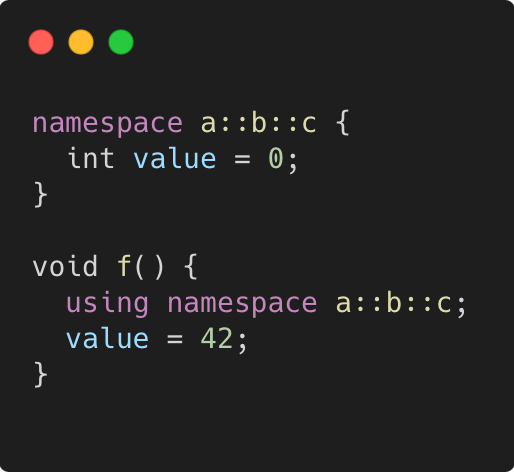 namespace a::b::c {
  int value = 0;
}

void f() {
  using namespace a::b::c;
  value = 42;
}